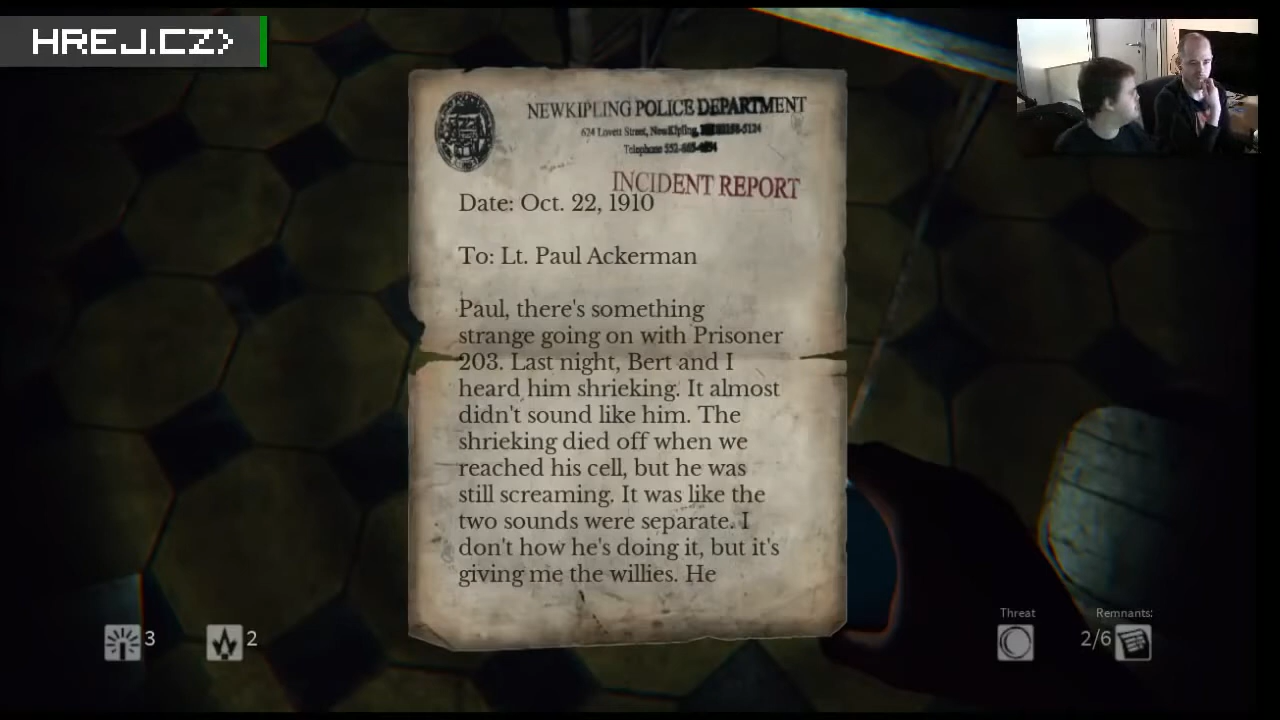 HREJ.CZ>
NEWKIPLING POLICE DEPARTMENT
624 Lovett Street, NewKipling,
Telephone
INCIDENT REPORT
Date: Oct. 22, 1910
To: Lt. Paul Ackerman
Paul, there's something
strange going on with Prisoner
203. Last night, Bert and I
heard him shrieking. It almost
didn't sound like him. The
shrieking died off when we
reached his cell, but he was
still screaming. It was like the
two sounds were separate. I
don't how he's doing it, but it's
giving me the willies. He
3
2
Threat
Remnants:
2/6